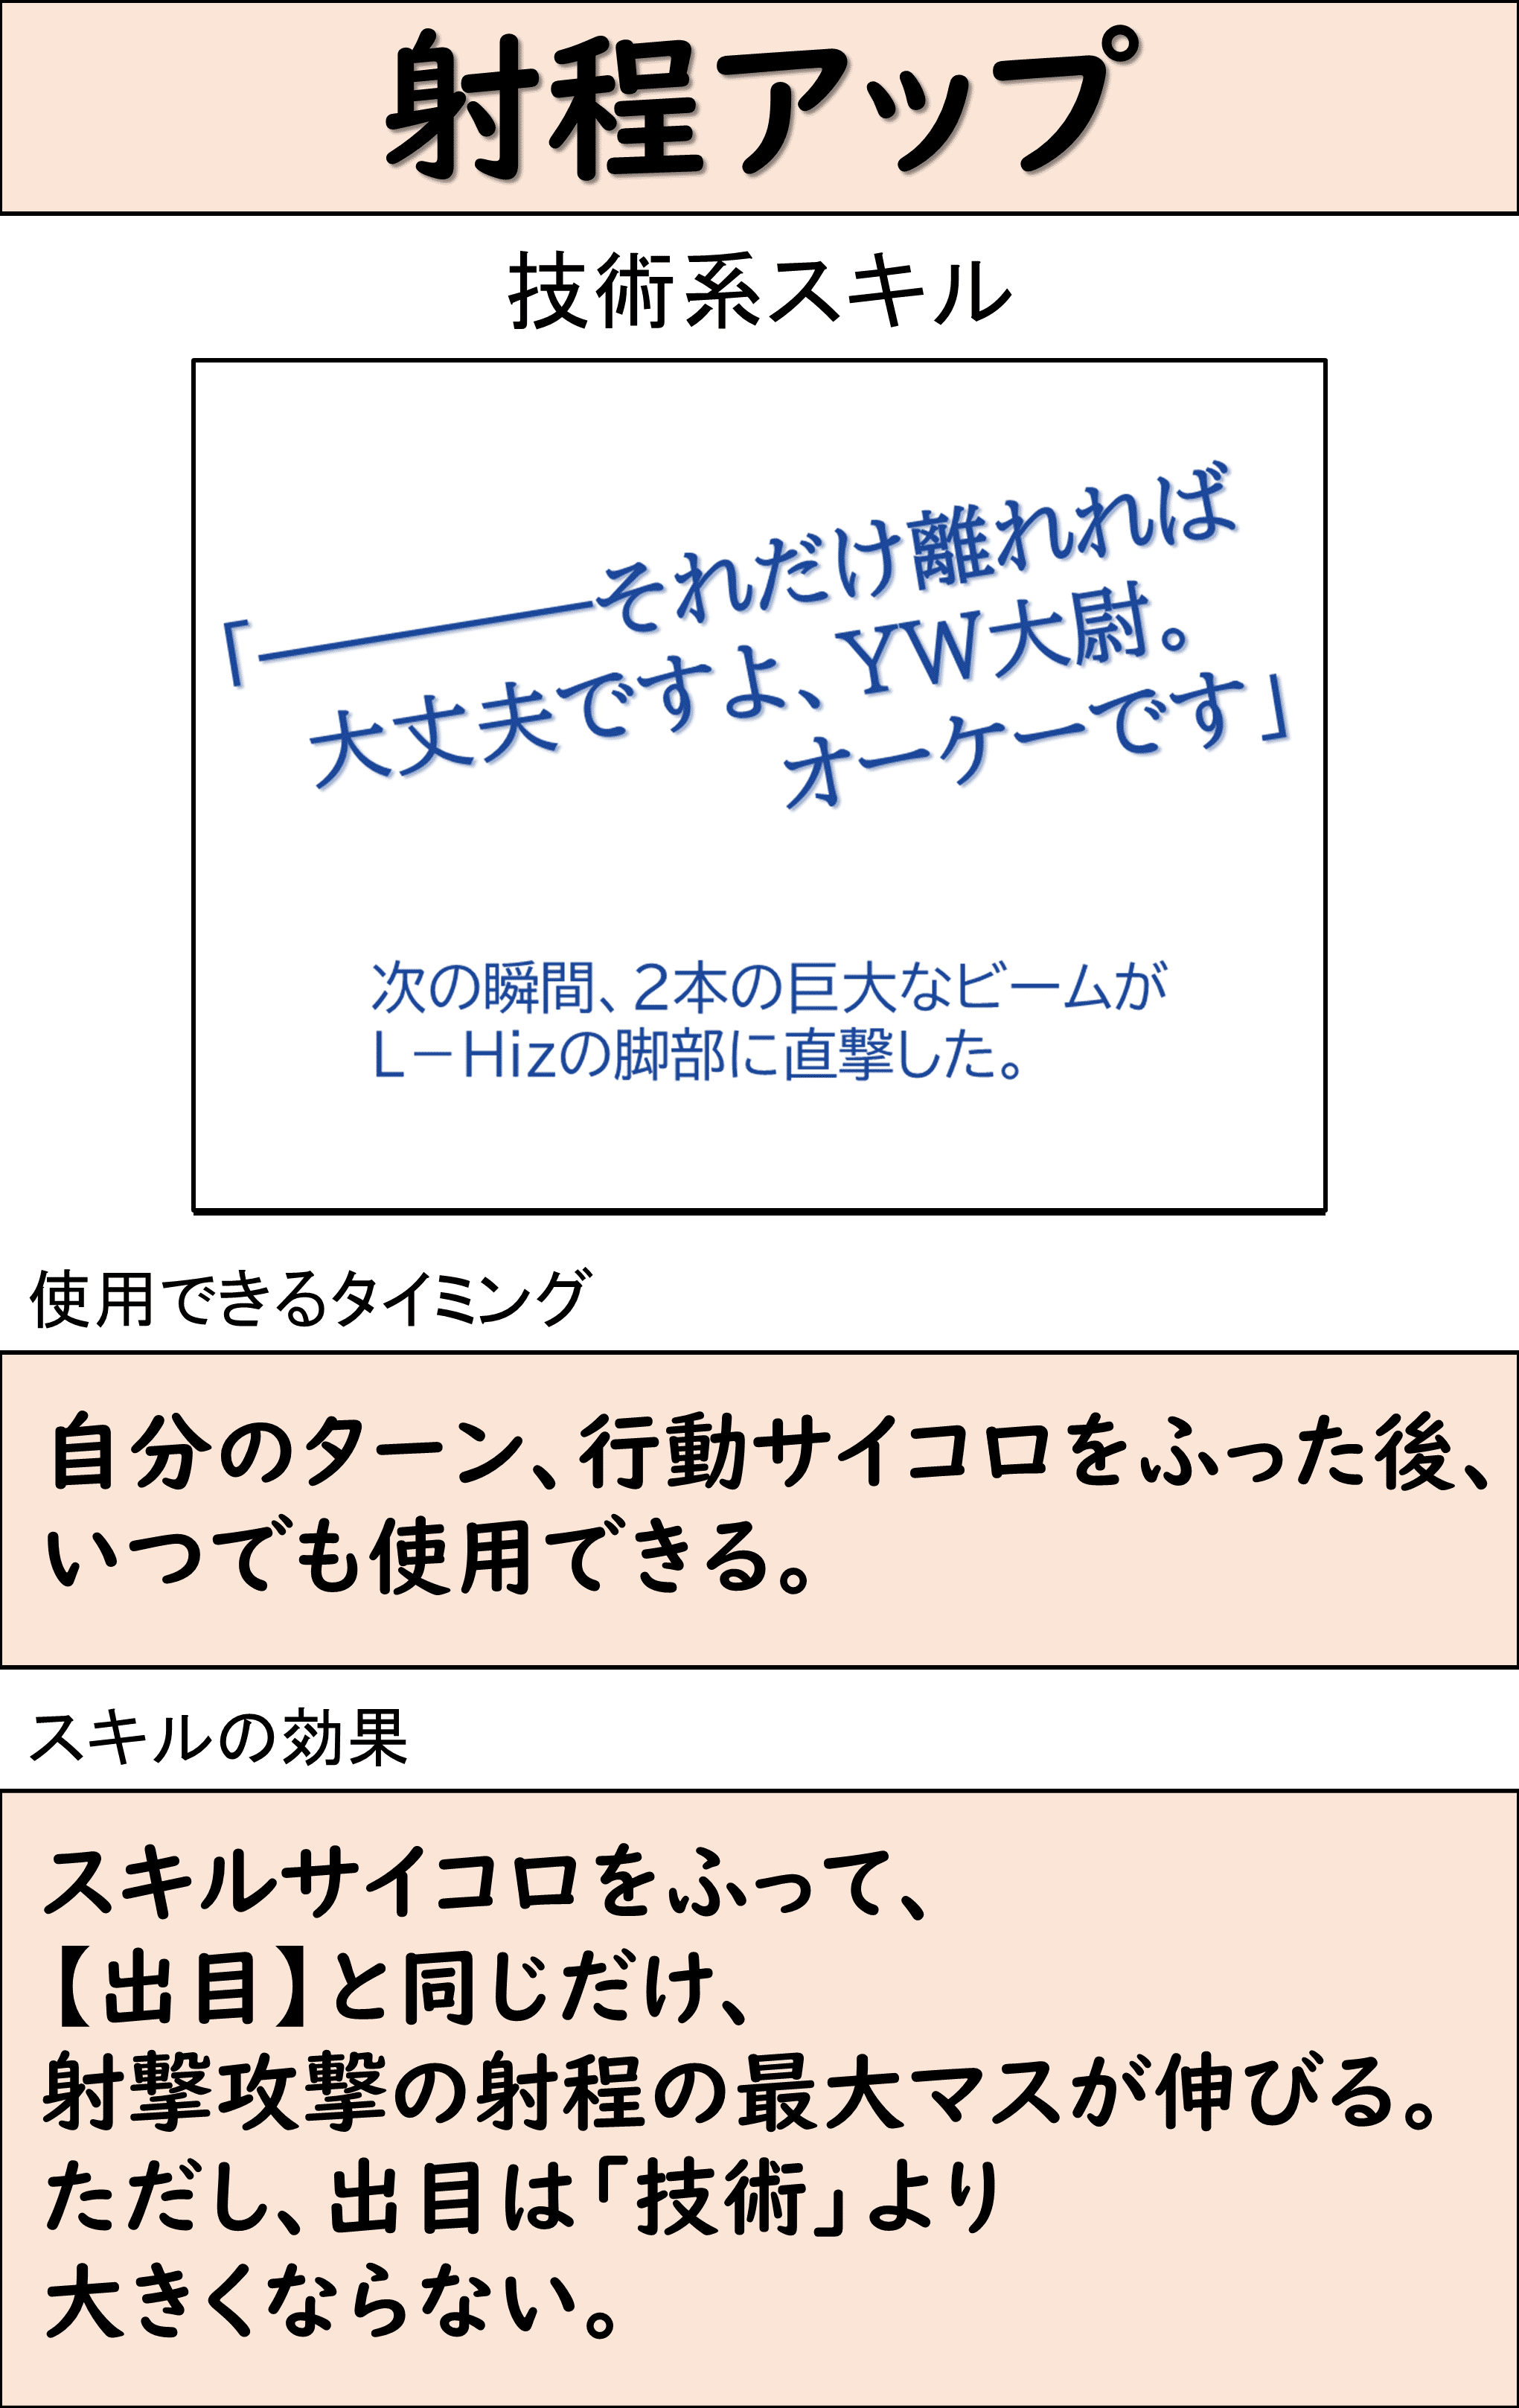 射程アップ
技術系スキル
「――――それだけ離れれば
大丈夫ですよ、YW大尉。
オーケーです」
次の瞬間、2本の巨大なビームが
L－Hizの脚部に直撃した。
使用できるタイミング
自分のターン、行動サイコロをふった後、
いつでも使用できる。
スキルの効果
スキルサイコロをふって、
【出目】と同じだけ、
射撃攻撃の射程の最大マスが伸びる。
ただし、出目は「技術」より
大きくならない。